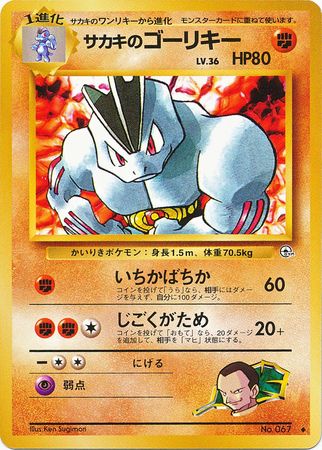 1進化
サカキのワンリキーから進化 モンスターカードに重ねて使います。
サカキのゴーリキー
LV.36 HP80
かいりきポケモン：身長1.5m、体重70.5kg
いちかばちか 60
コインを投げて「うら」なら、相手にはダメー
ジを与えず、自分に100ダメージ。
じごくがため 20+
コインを投げて「おもて」なら、20ダメージ
を追加して、相手を「マヒ」状態にする。
にげる
弱点
Illus. Ken Sugimori
No.067